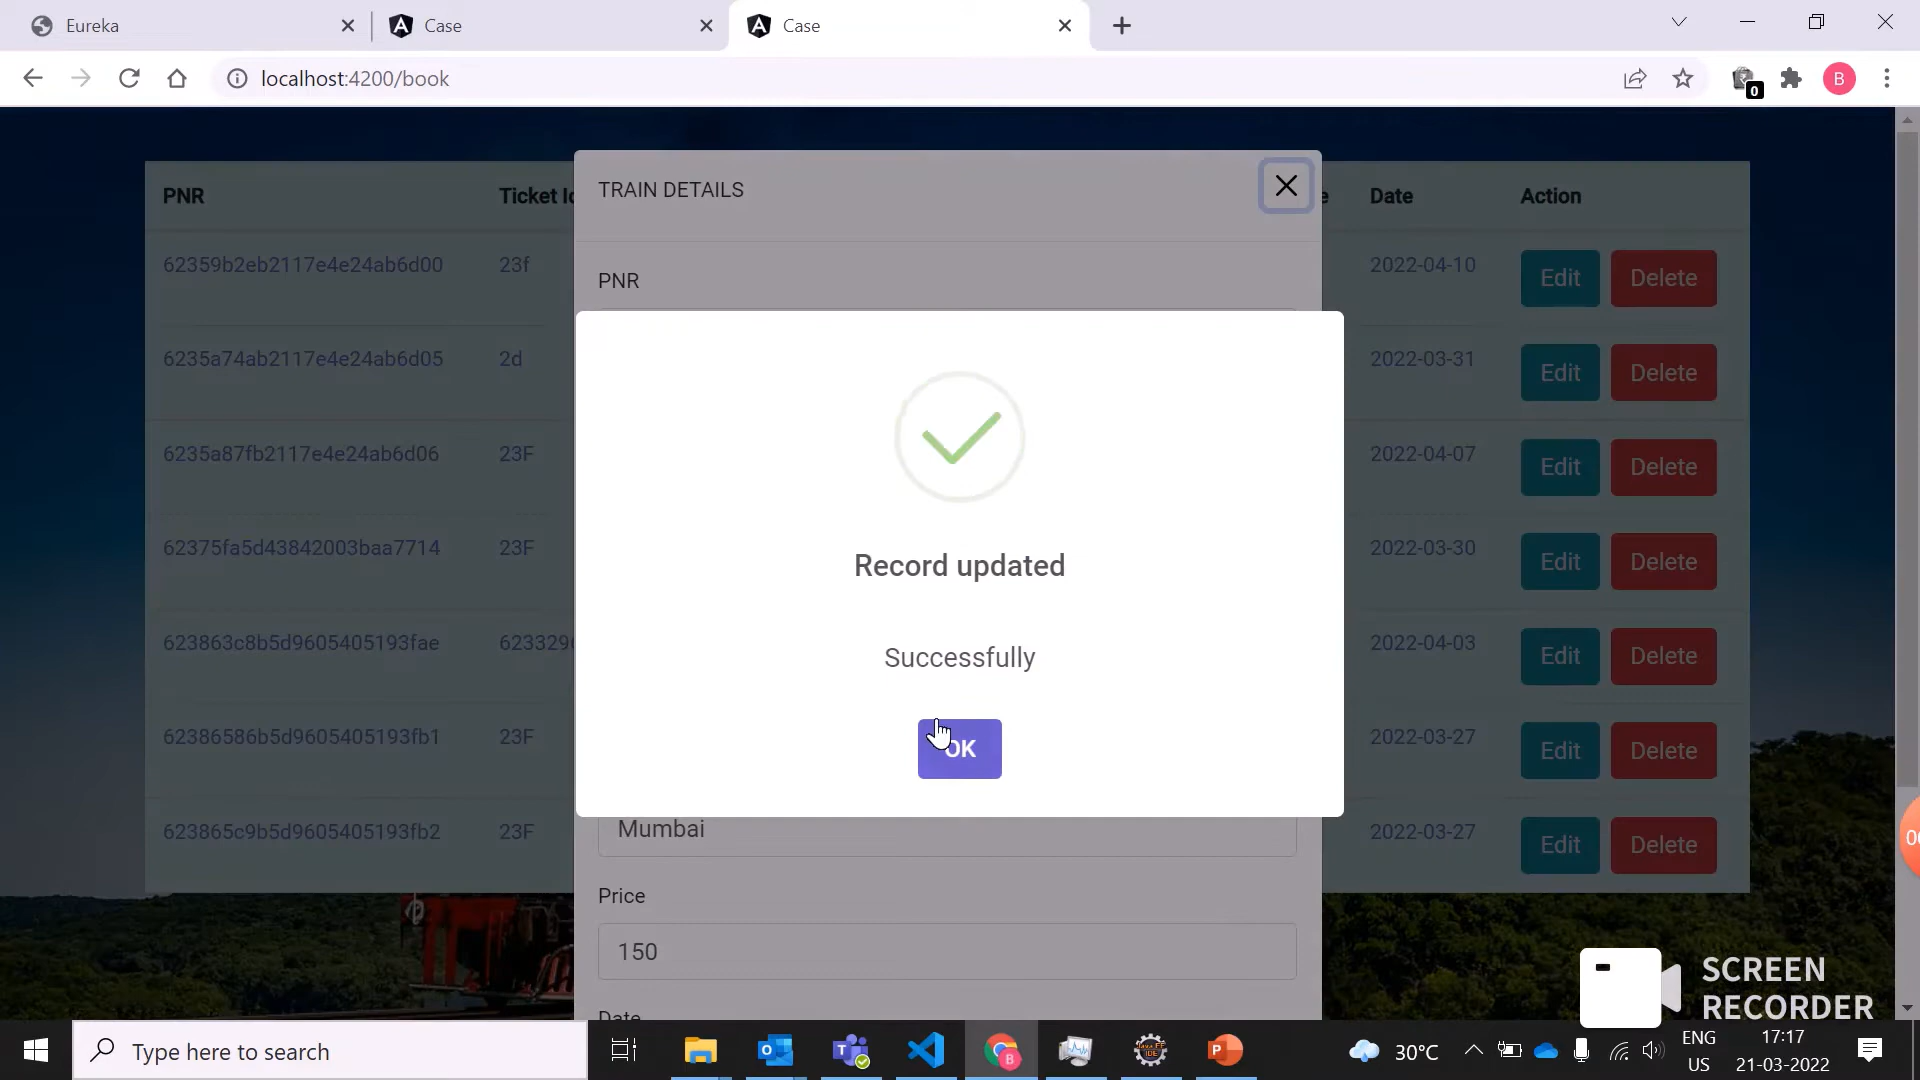 Eureka
Case
Case
localhost:4200/book
0
B
TRAIN DETAILS
PNR
Ticket
Date
Action
PNR
62359b2eb2117e4e24ab6d00
23f
2022-04-10
Edit
Delete
6235a74ab2117e4e24ab6d05
2d
2022-03-31
Edit
Delete
6235a87fb2117e4e24ab6d06
23F
2022-04-07
Edit
Delete
62375fa5d43842003baa7714
23F
2022-03-30
Edit
Delete
623863c8b5d9605405193fae
2022-04-03
Edit
Delete
62386586b5d9605405193fb1
23F
2022-03-27
Edit
Delete
623865c9b5d9605405193fb2
23F
2022-03-27
Edit
Delete
Record updated
Successfully
OK
Mumbai
Price
150
Date
SCREEN
RECORDER
Type here to search
B
30°C
ENG
US
17:17
21-03-2022